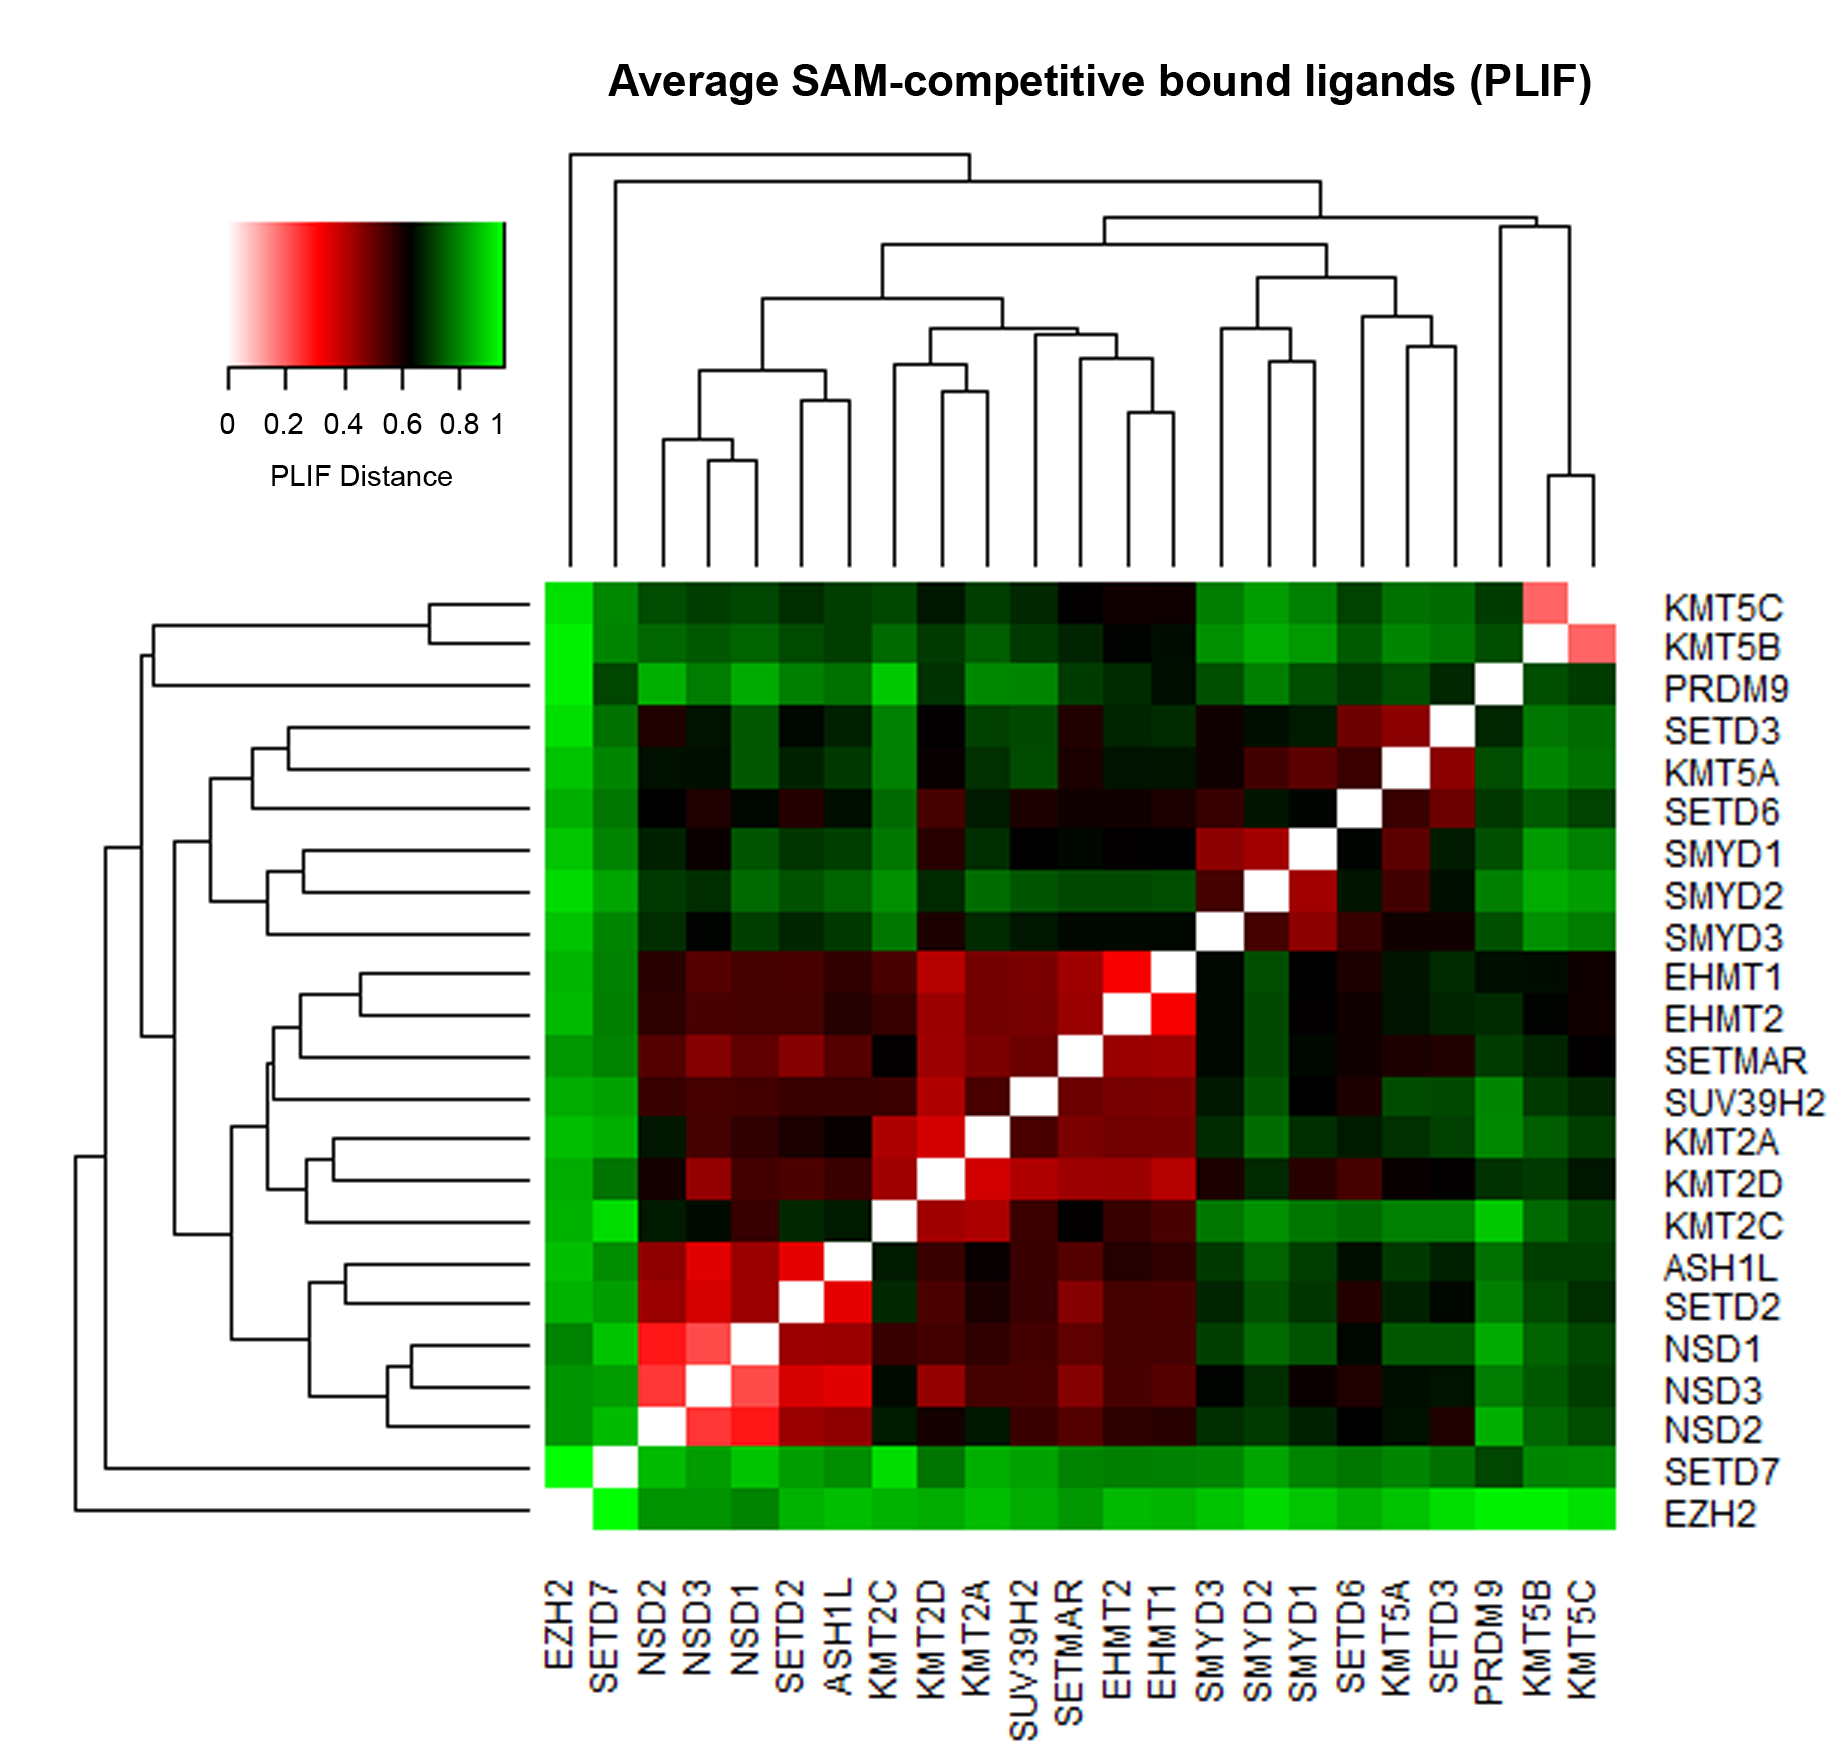 Average SAM-competitive bound ligands (PLIF)
0 0.2 0.4 0.6 0.8 1
PLIF Distance
KMT5C
KMT5B
PRDM9
SETD3
KMT5A
SETD6
SMYD1
SMYD2
SMYD3
EHMT1
EHMT2
SETMAR
SUV39H2
KMT2A
KMT2D
KMT2C
ASH1L
SETD2
NSD1
NSD3
NSD2
SETD7
EZH2
EZH2
SETD7
NSD2
NSD3
NSD1
SETD2
ASH1L
KMT2C
KMT2D
KMT2A
SUV39H2
SETMAR
EHMT2
EHMT1
SMYD3
SMYD2
SMYD1
SETD6
KMT5A
SETD3
PRDM9
KMT5B
KMT5C